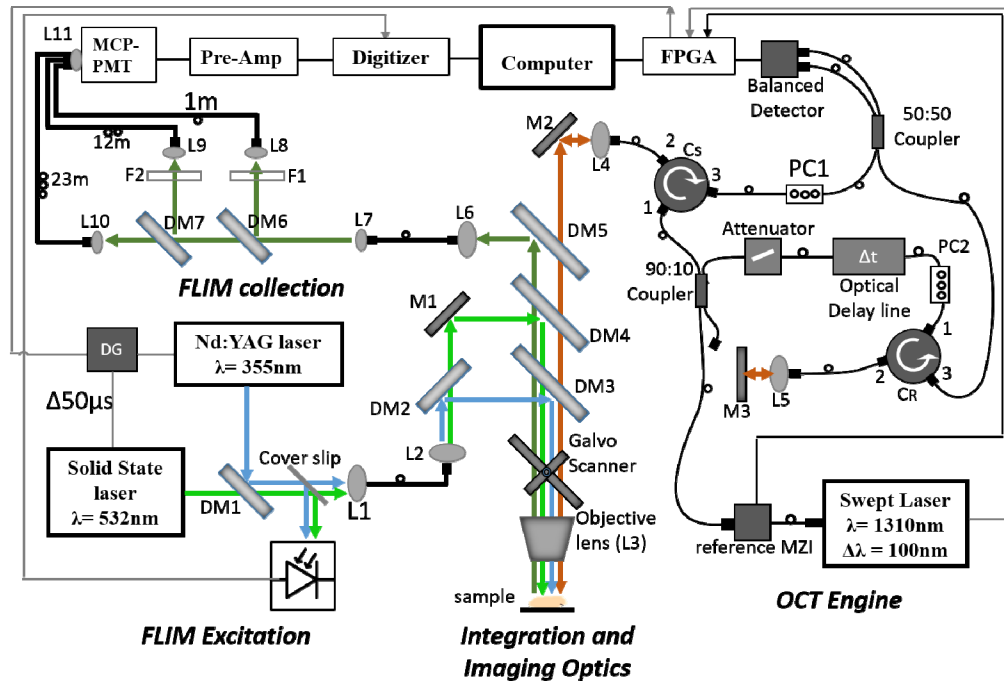 L11
MCP-
PMT
Pre-Amp
Digitizer
Computer
FPGA
Balanced
Detector
50:50
Coupler
1m
12m
23m
L9
L8
F2
F1
L10
DM7
DM6
L7
L6
FLIM collection
M2
L4
2
Cs
3
1
PC1
DM5
Attenuator
90:10
Coupler
Δt
Optical
Delay line
PC2
1
2
3
CR
M3
L5
M1
DM4
DM2
DM3
L2
DG
Nd:YAG laser
λ= 355nm
Δ50μs
Solid State
laser
λ= 532nm
DM1
Cover slip
L1
Galvo
Scanner
Objective
lens (L3)
sample
reference MZI
Swept Laser
λ= 1310nm
Δλ = 100nm
FLIM Excitation
Integration and
Imaging Optics
OCT Engine